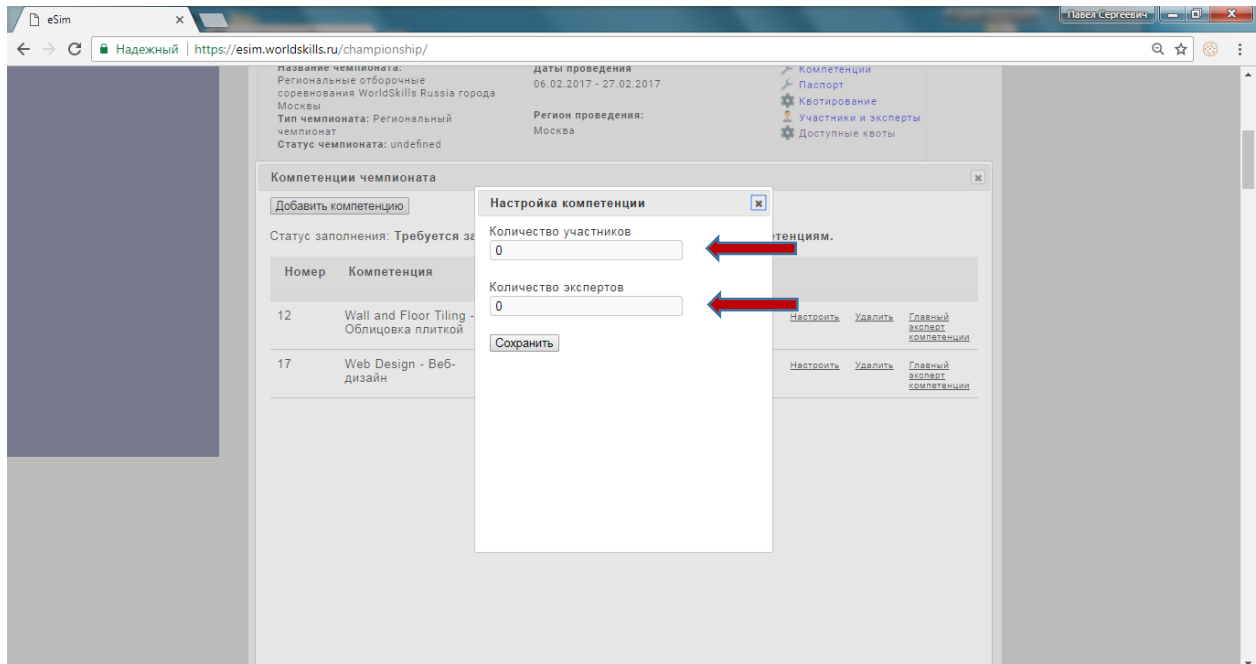 eSim
Павел Сергеевич
Надежный | https://esim.worldskills.ru/championship/
Название чемпионата:
Региональные отборочные
соревнования WorldSkills Russia города
Москвы
Тип чемпионата: Региональный
чемпионат
Статус чемпионата: undefined
Даты проведения
06.02.2017 - 27.02.2017
Регион проведения:
Москва
Компетенции
Паспорт
Квотирование
Участники и эксперты
Доступные квоты
Компетенции чемпионата
Добавить компетенцию
Статус заполнения: Требуется за
тенциям.
Номер Компетенция
12 Wall and Floor Tiling -
Облицовка плиткой
Настроить Удалить Главный
эксперт
компетенции
17 Web Design - Веб-
дизайн
Настроить Удалить Главный
эксперт
компетенции
Настройка компетенции
Количество участников
0
Количество экспертов
0
Сохранить